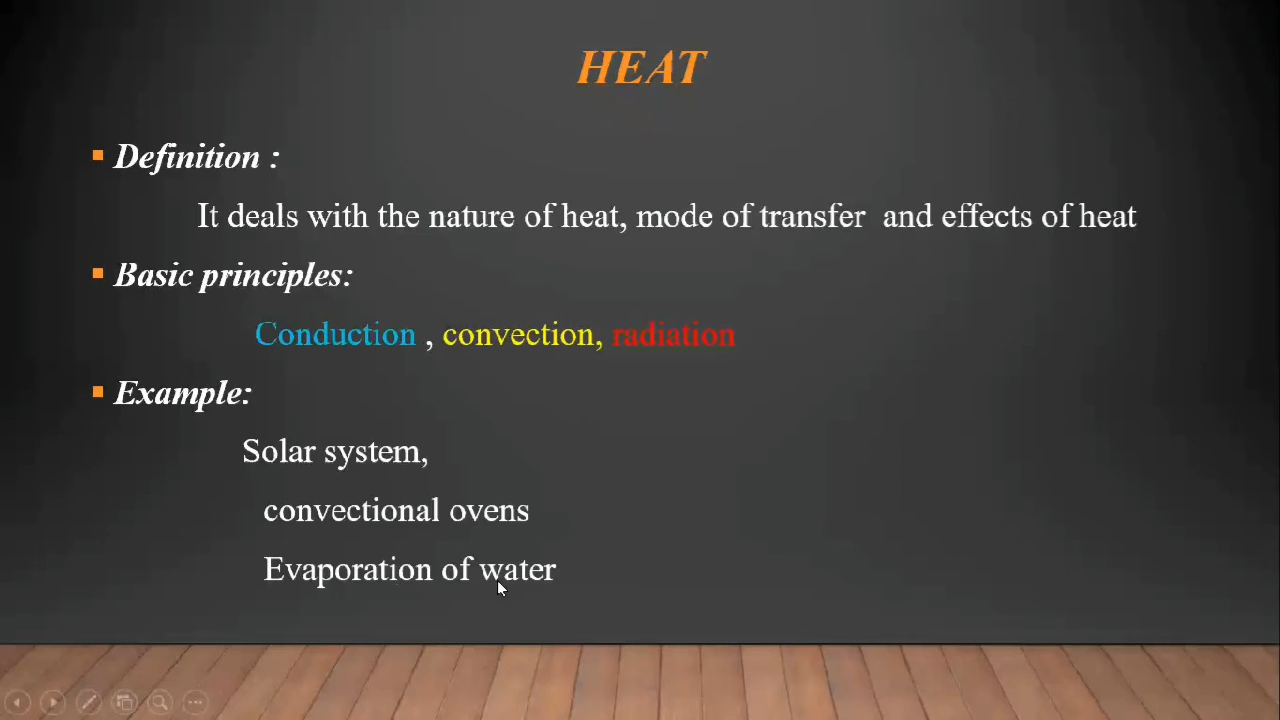 HEAT
Definition :
It deals with the nature of heat, mode of transfer and effects of heat
Basic principles:
Conduction , convection, radiation
Example:
Solar system,
convectional ovens
Evaporation of water